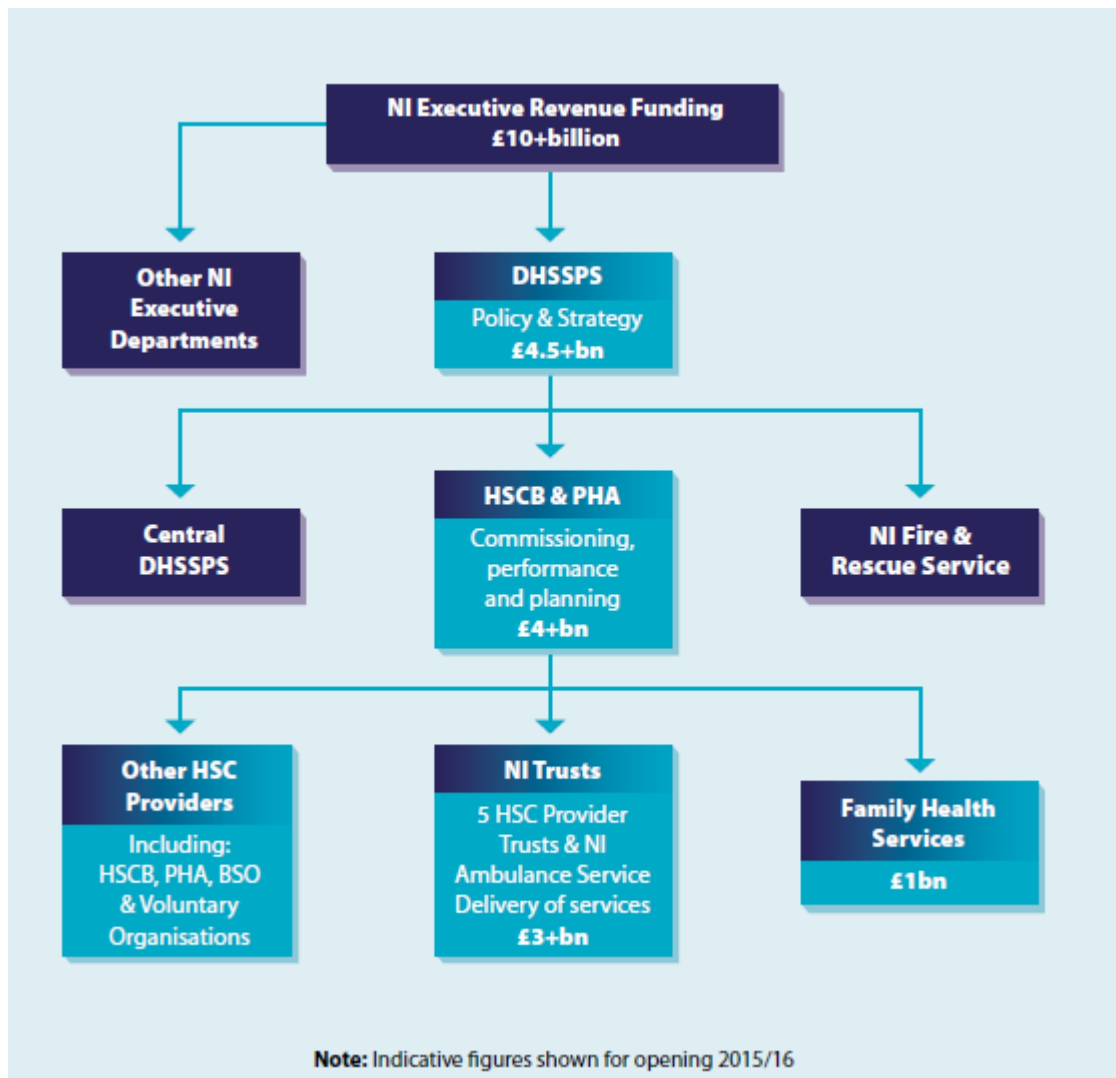 NI Executive Revenue Funding
£10+billion
Other NI
Executive
Departments
DHSSPS
Policy & Strategy
£4.5+bn
Central
DHSSPS
HSCB & PHA
Commissioning,
performance
and planning
£4+bn
NI Fire &
Rescue Service
Other HSC
Providers
Including:
HSCB, PHA, BSO
& Voluntary
Organisations
NI Trusts
5 HSC Provider
Trusts & NI
Ambulance Service
Delivery of services
£3+bn
Family Health
Services
£1bn
Note: Indicative figures shown for opening 2015/16